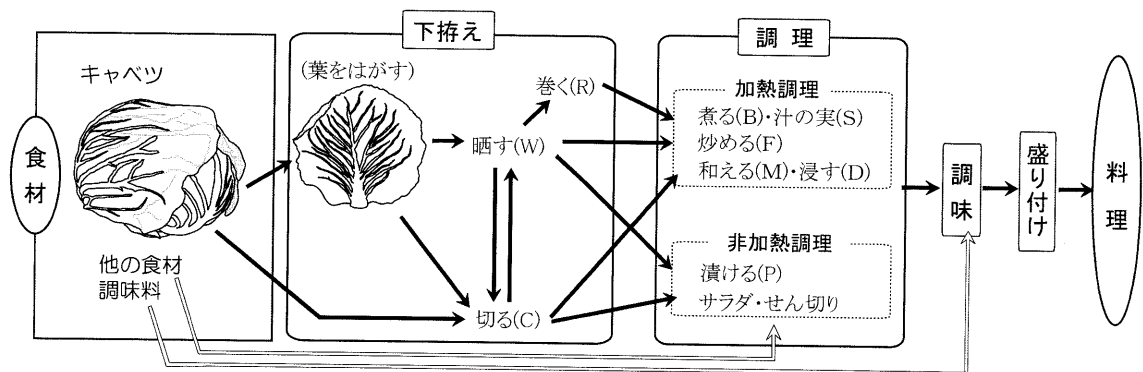 食材
キャベツ
他の食材
調味料
下拵え
(葉をはがす)
晒す(W)
巻く(R)
切る(C)
調理
加熱調理
煮る(B)・汁の実(S)
炒める(F)
和える(M)・浸す(D)
非加熱調理
漬ける(P)
サラダ・せん切り
調味
盛り付け
料理